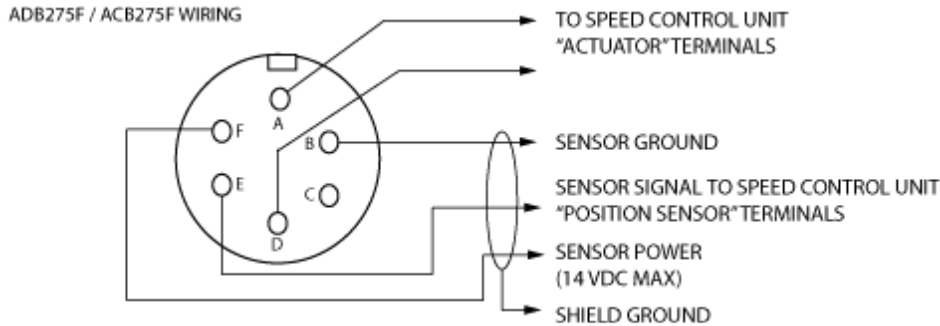 ADB275F / ACB275F WIRING
TO SPEED CONTROL UNIT
"ACTUATOR" TERMINALS
A
F
B
SENSOR GROUND
E
C
SENSOR SIGNAL TO SPEED CONTROL UNIT
"POSITION SENSOR" TERMINALS
D
SENSOR POWER
(14 VDC MAX)
SHIELD GROUND